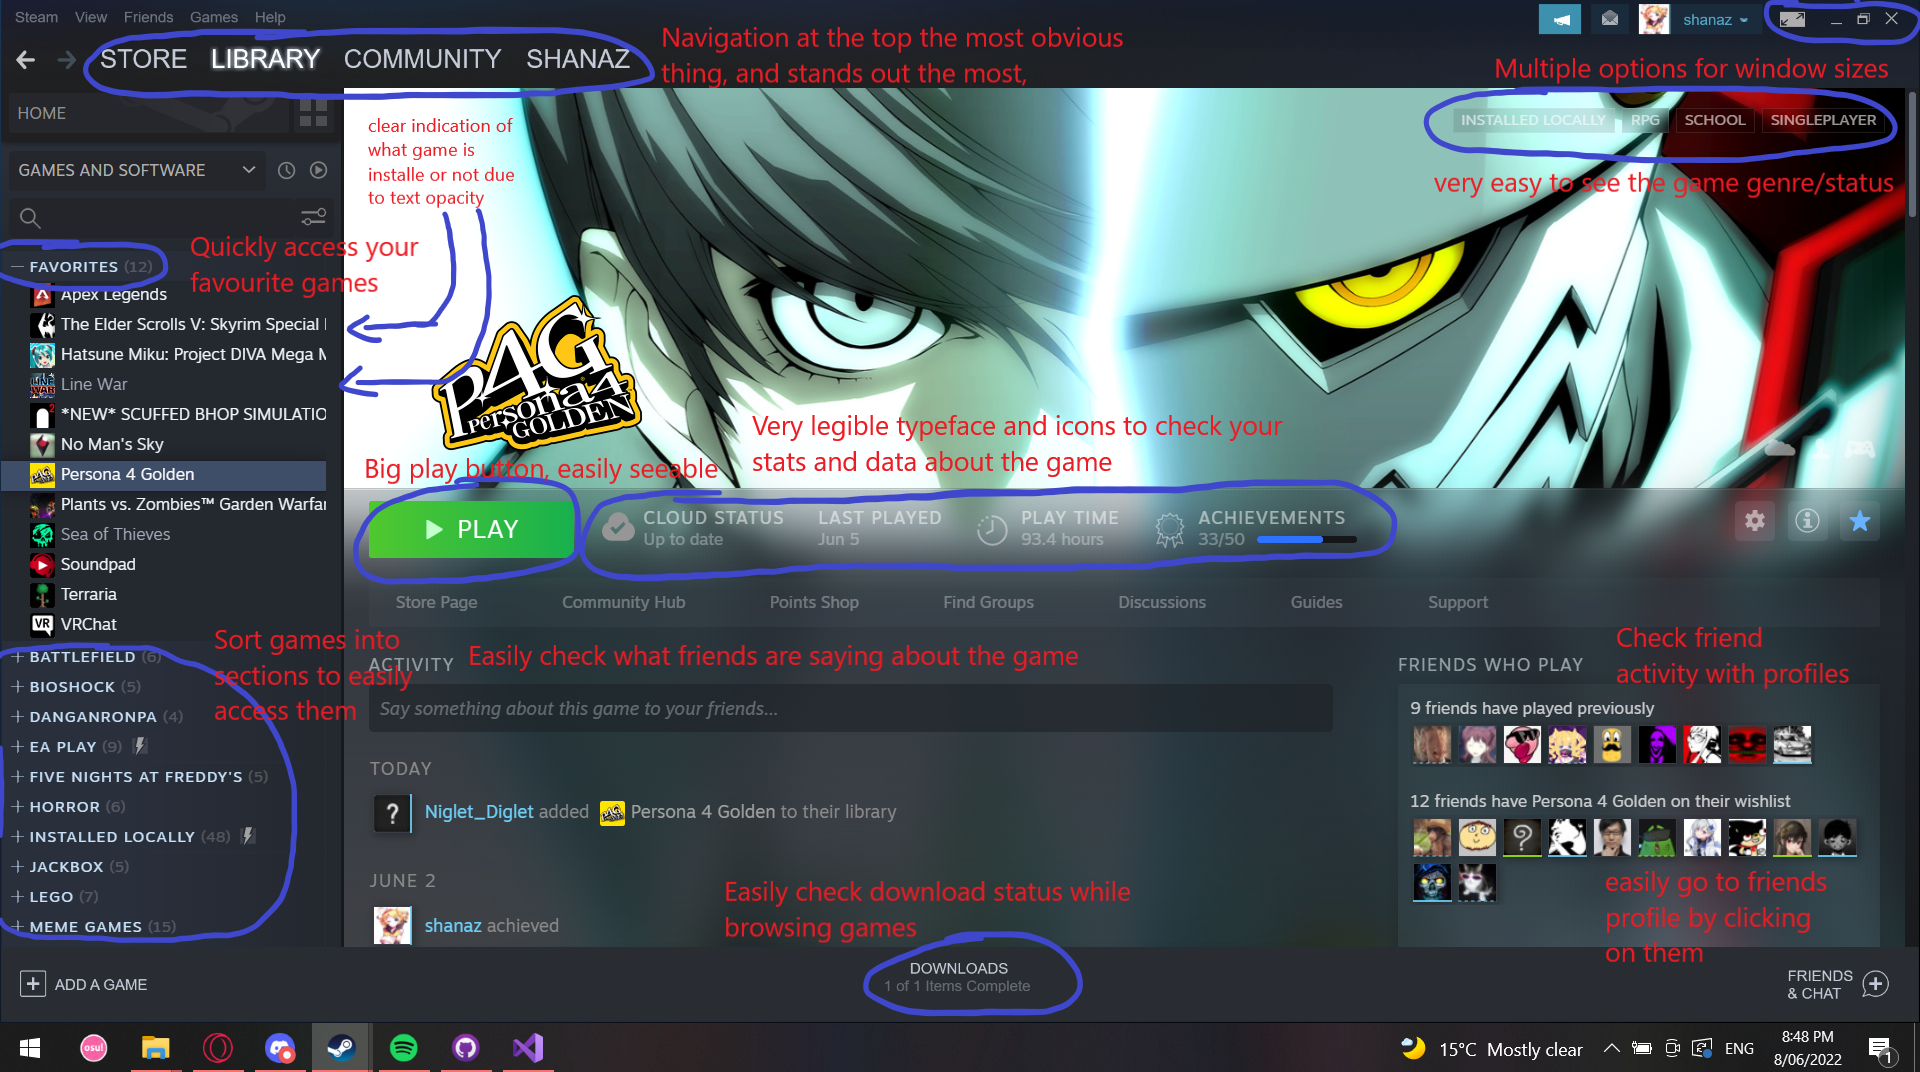 Steam View Friends Games Help
shanaz
STORE LIBRARY COMMUNITY SHANAZ
Navigation at the top the most obvious
thing, and stands out the most,
Multiple options for window sizes
HOME
clear indication of
what game is
installe or not due
to text opacity
INSTALLED LOCALLY RPG SCHOOL SINGLEPLAYER
very easy to see the game genre/status
GAMES AND SOFTWARE
Quickly access your
favourite games
FAVORITES (12)
Apex Legends
The Elder Scrolls V: Skyrim Special
Hatsune Miku: Project DIVA Mega
LINE WAR
Line War
*NEW* SCUFFED BHOP SIMULATIO
No Man's Sky
Persona 4 Golden
Plants vs. Zombies™ Garden Warfar
Sea of Thieves
Soundpad
Terraria
VR
VRChat
P4G
Persona 4
GOLDEN
Big play button, easily seeable
Very legible typeface and icons to check your
stats and data about the game
PLAY
CLOUD STATUS
Up to date
LAST PLAYED
Jun 5
PLAY TIME
93.4 hours
ACHIEVEMENTS
33/50
Store Page Community Hub Points Shop Find Groups Discussions Guides Support
Sort games into
sections to easily
access them
BATTLEFIELD (6)
BIOSHOCK (5)
DANGANRONPA (4)
EA PLAY (9)
FIVE NIGHTS AT FREDDY'S (5)
HORROR (6)
INSTALLED LOCALLY (48)
JACKBOX (5)
LEGO (7)
MEME GAMES (15)
ACTIVITY
Easily check what friends are saying about the game
Say something about this game to your friends...
TODAY
? Niglet_Diglet added P4G Persona 4 Golden to their library
JUNE 2
shanaz achieved
Check friend
activity with profiles
FRIENDS WHO PLAY
9 friends have played previously
12 friends have Persona 4 Golden on their wishlist
?
easily go to friends
profile by clicking
on them
Easily check download status while
browsing games
ADD A GAME
DOWNLOADS
1 of 1 Items Complete
FRIENDS
& CHAT
osu!
15°C Mostly clear
ENG
8:48 PM
8/06/2022
1